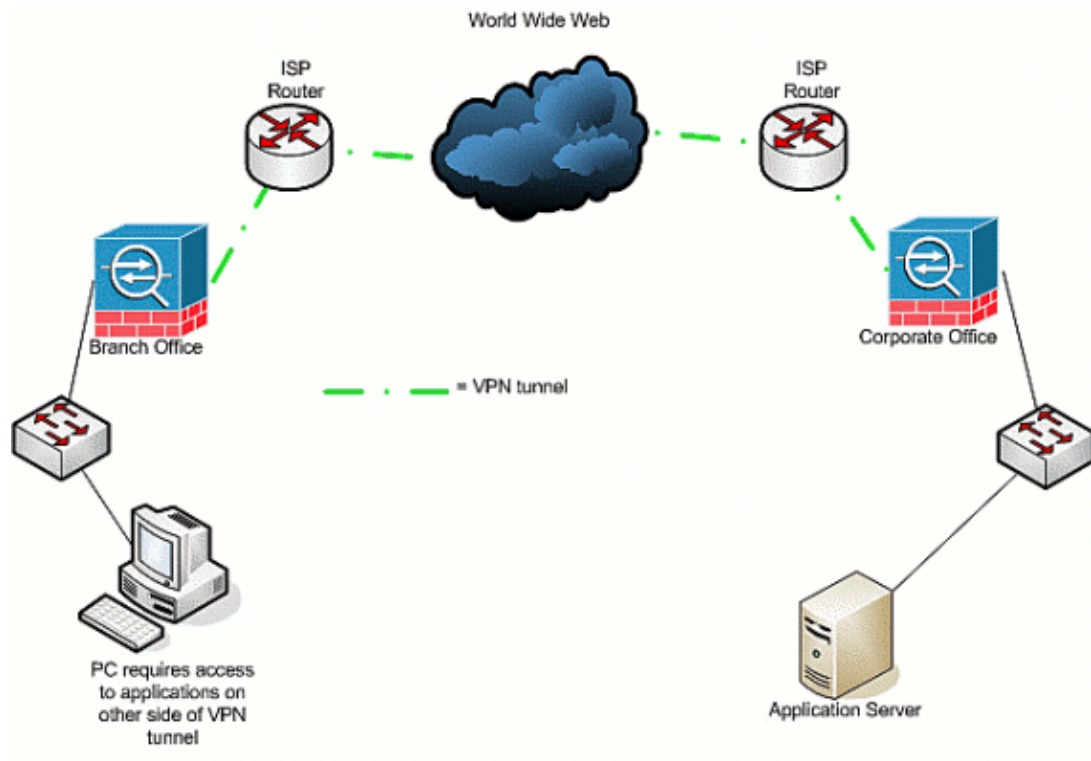 World Wide Web
ISP
Router
ISP
Router
Branch Office
Corporate Office
= VPN tunnel
PC requires access
to applications on
other side of VPN
tunnel
Application Server